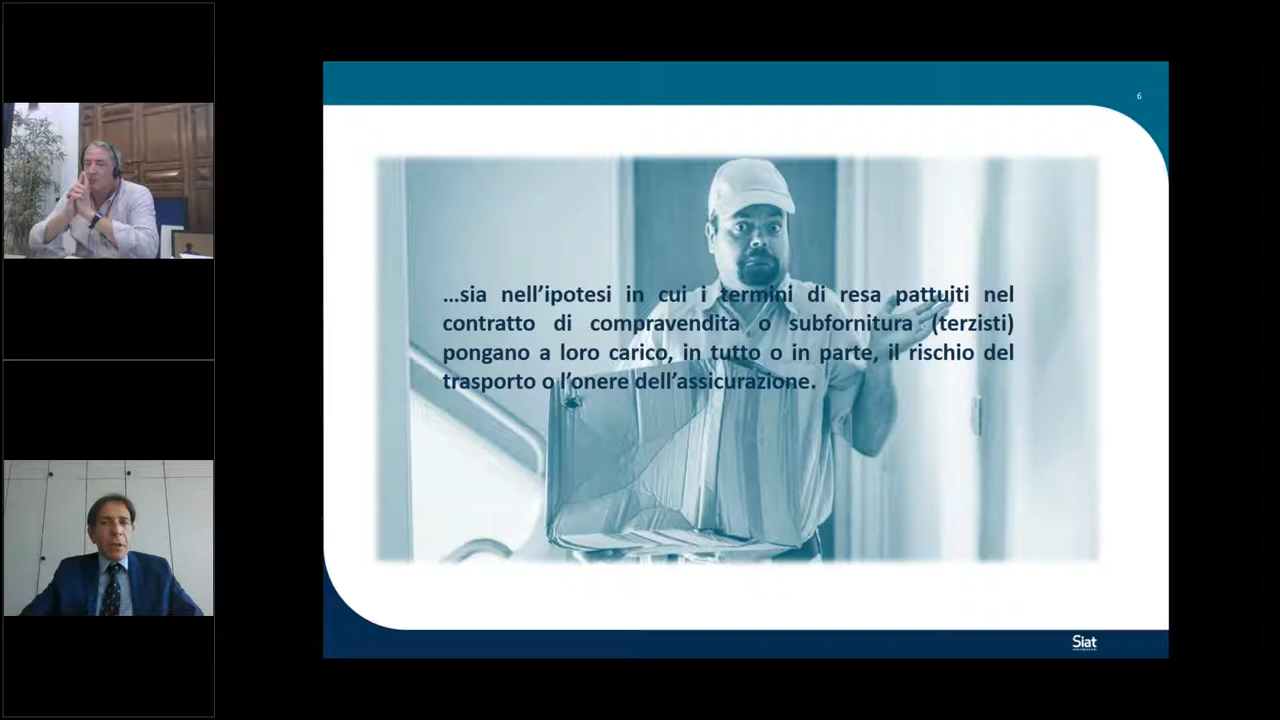 6
...sia nell'ipotesi in cui i termini di resa pattuiti nel
contratto di compravendita o subfornitura (terzisti)
pongano a loro carico, in tutto o in parte, il rischio del
trasporto o l'onere dell'assicurazione.
Siat